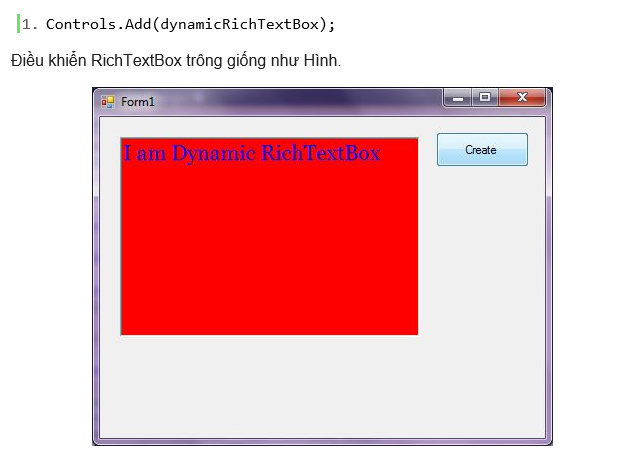 1. Controls.Add(dynamicRichTextBox);
Điều khiển RichTextBox trông giống như Hình.
Form1
I am Dynamic RichTextBox
Create